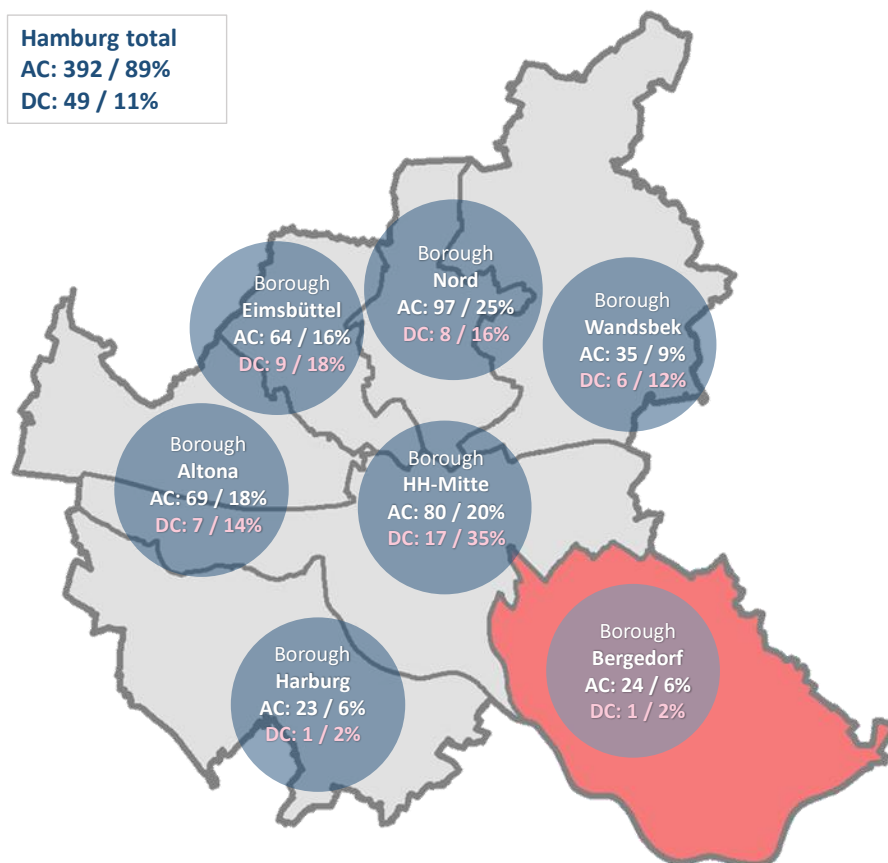 Hamburg total
AC: 392 / 89%
DC: 49 / 11%
Borough
Nord
AC: 97 / 25%
DC: 8 / 16%
Borough
Eimsbüttel
AC: 64 / 16%
DC: 9 / 18%
Borough
Wandsbek
AC: 35 / 9%
DC: 6 / 12%
Borough
Altona
AC: 69 / 18%
DC: 7 / 14%
Borough
HH-Mitte
AC: 80 / 20%
DC: 17 / 35%
Borough
Harburg
AC: 23 / 6%
DC: 1 / 2%
Borough
Bergedorf
AC: 24 / 6%
DC: 1 / 2%